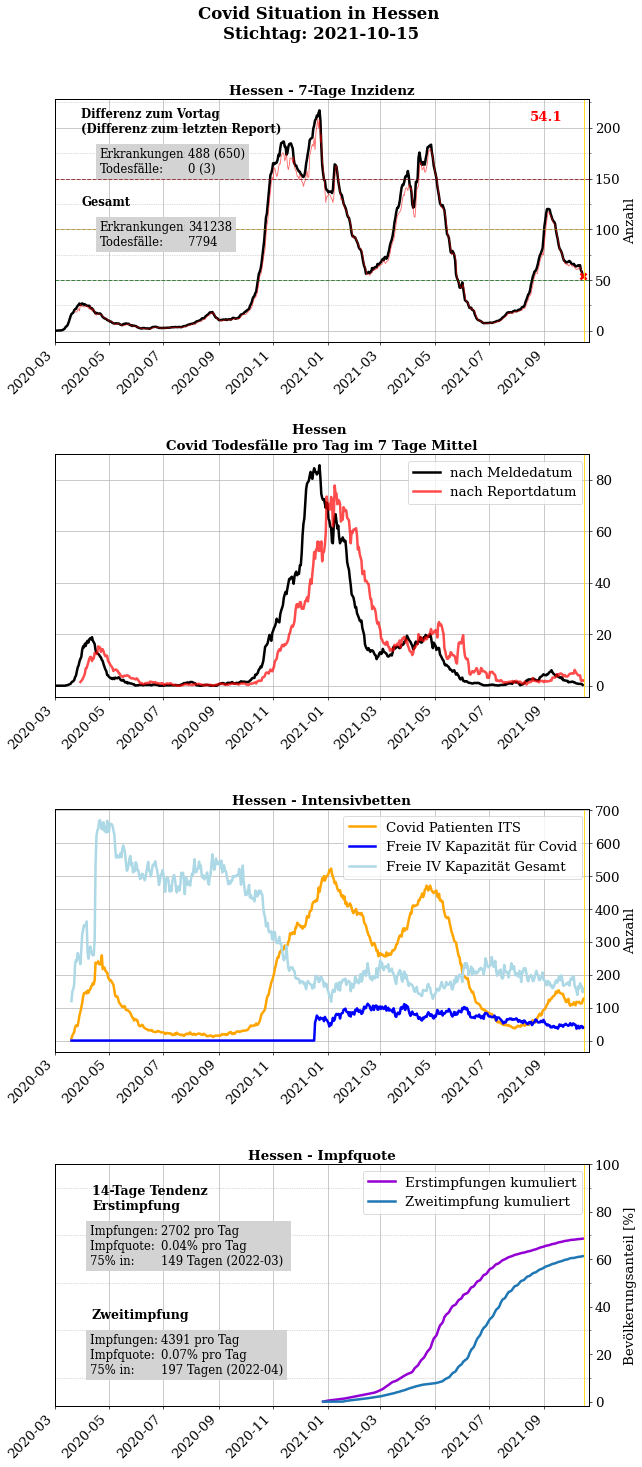 Covid Situation in Hessen
Stichtag: 2021-10-15
Hessen - 7-Tage Inzidenz
Differenz zum Vortag
(Differenz zum letzten Report)
Erkrankungen 488 (650)
Todesfälle: 0 (3)
Gesamt
Erkrankungen 341238
Todesfälle: 7794
54.1
200
150
100
50
0
Anzahl
2020-03
2020-05
2020-07
2020-09
2020-11
2021-01
2021-03
2021-05
2021-07
2021-09
Hessen
Covid Todesfälle pro Tag im 7 Tage Mittel
nach Meldedatum
nach Reportdatum
80
60
40
20
0
2020-03
2020-05
2020-07
2020-09
2020-11
2021-01
2021-03
2021-05
2021-07
2021-09
Hessen - Intensivbetten
Covid Patienten ITS
Freie IV Kapazität für Covid
Freie IV Kapazität Gesamt
700
600
500
400
300
200
100
0
Anzahl
2020-03
2020-05
2020-07
2020-09
2020-11
2021-01
2021-03
2021-05
2021-07
2021-09
Hessen - Impfquote
14-Tage Tendenz
Erstimpfung
Impfungen: 2702 pro Tag
Impfquote: 0.04% pro Tag
75% in: 149 Tagen (2022-03)
Zweitimpfung
Impfungen: 4391 pro Tag
Impfquote: 0.07% pro Tag
75% in: 197 Tagen (2022-04)
Erstimpfungen kumuliert
Zweitimpfung kumuliert
100
80
60
40
20
0
Bevölkerungsanteil [%]
2020-03
2020-05
2020-07
2020-09
2020-11
2021-01
2021-03
2021-05
2021-07
2021-09